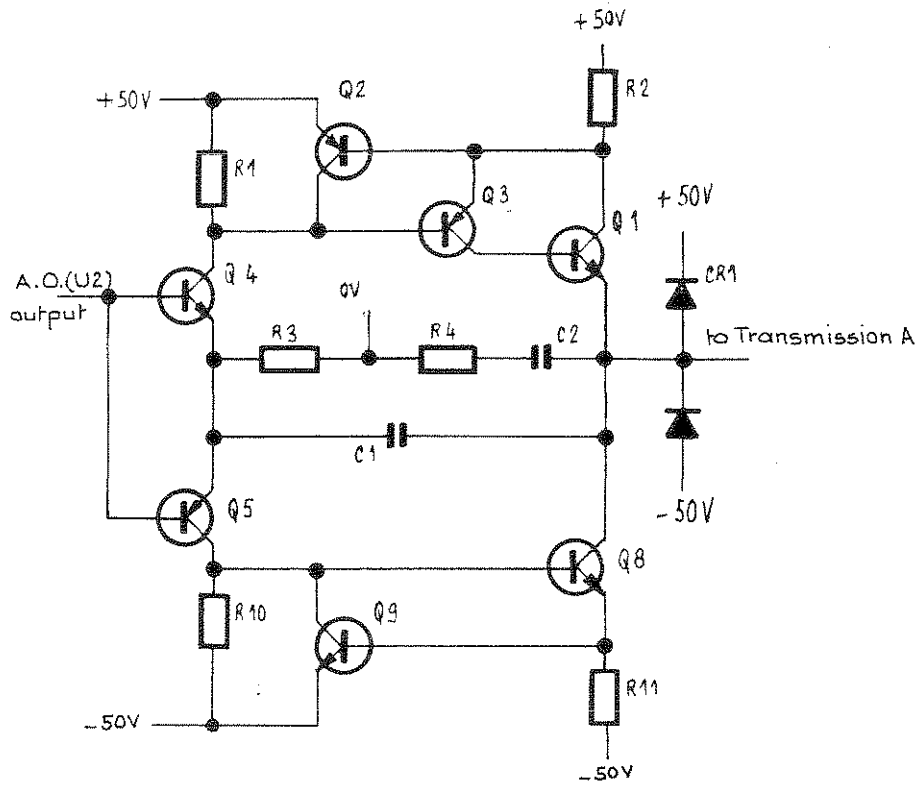 +50V
+50V
Q2
R2
R1
Q3
+50V
Q1
Q4
A.O.(U2)
output
0V
CR1
R3
R4
C2
to Transmission A
C1
Q5
-50V
Q8
R10
Q9
R11
-50V
-50V